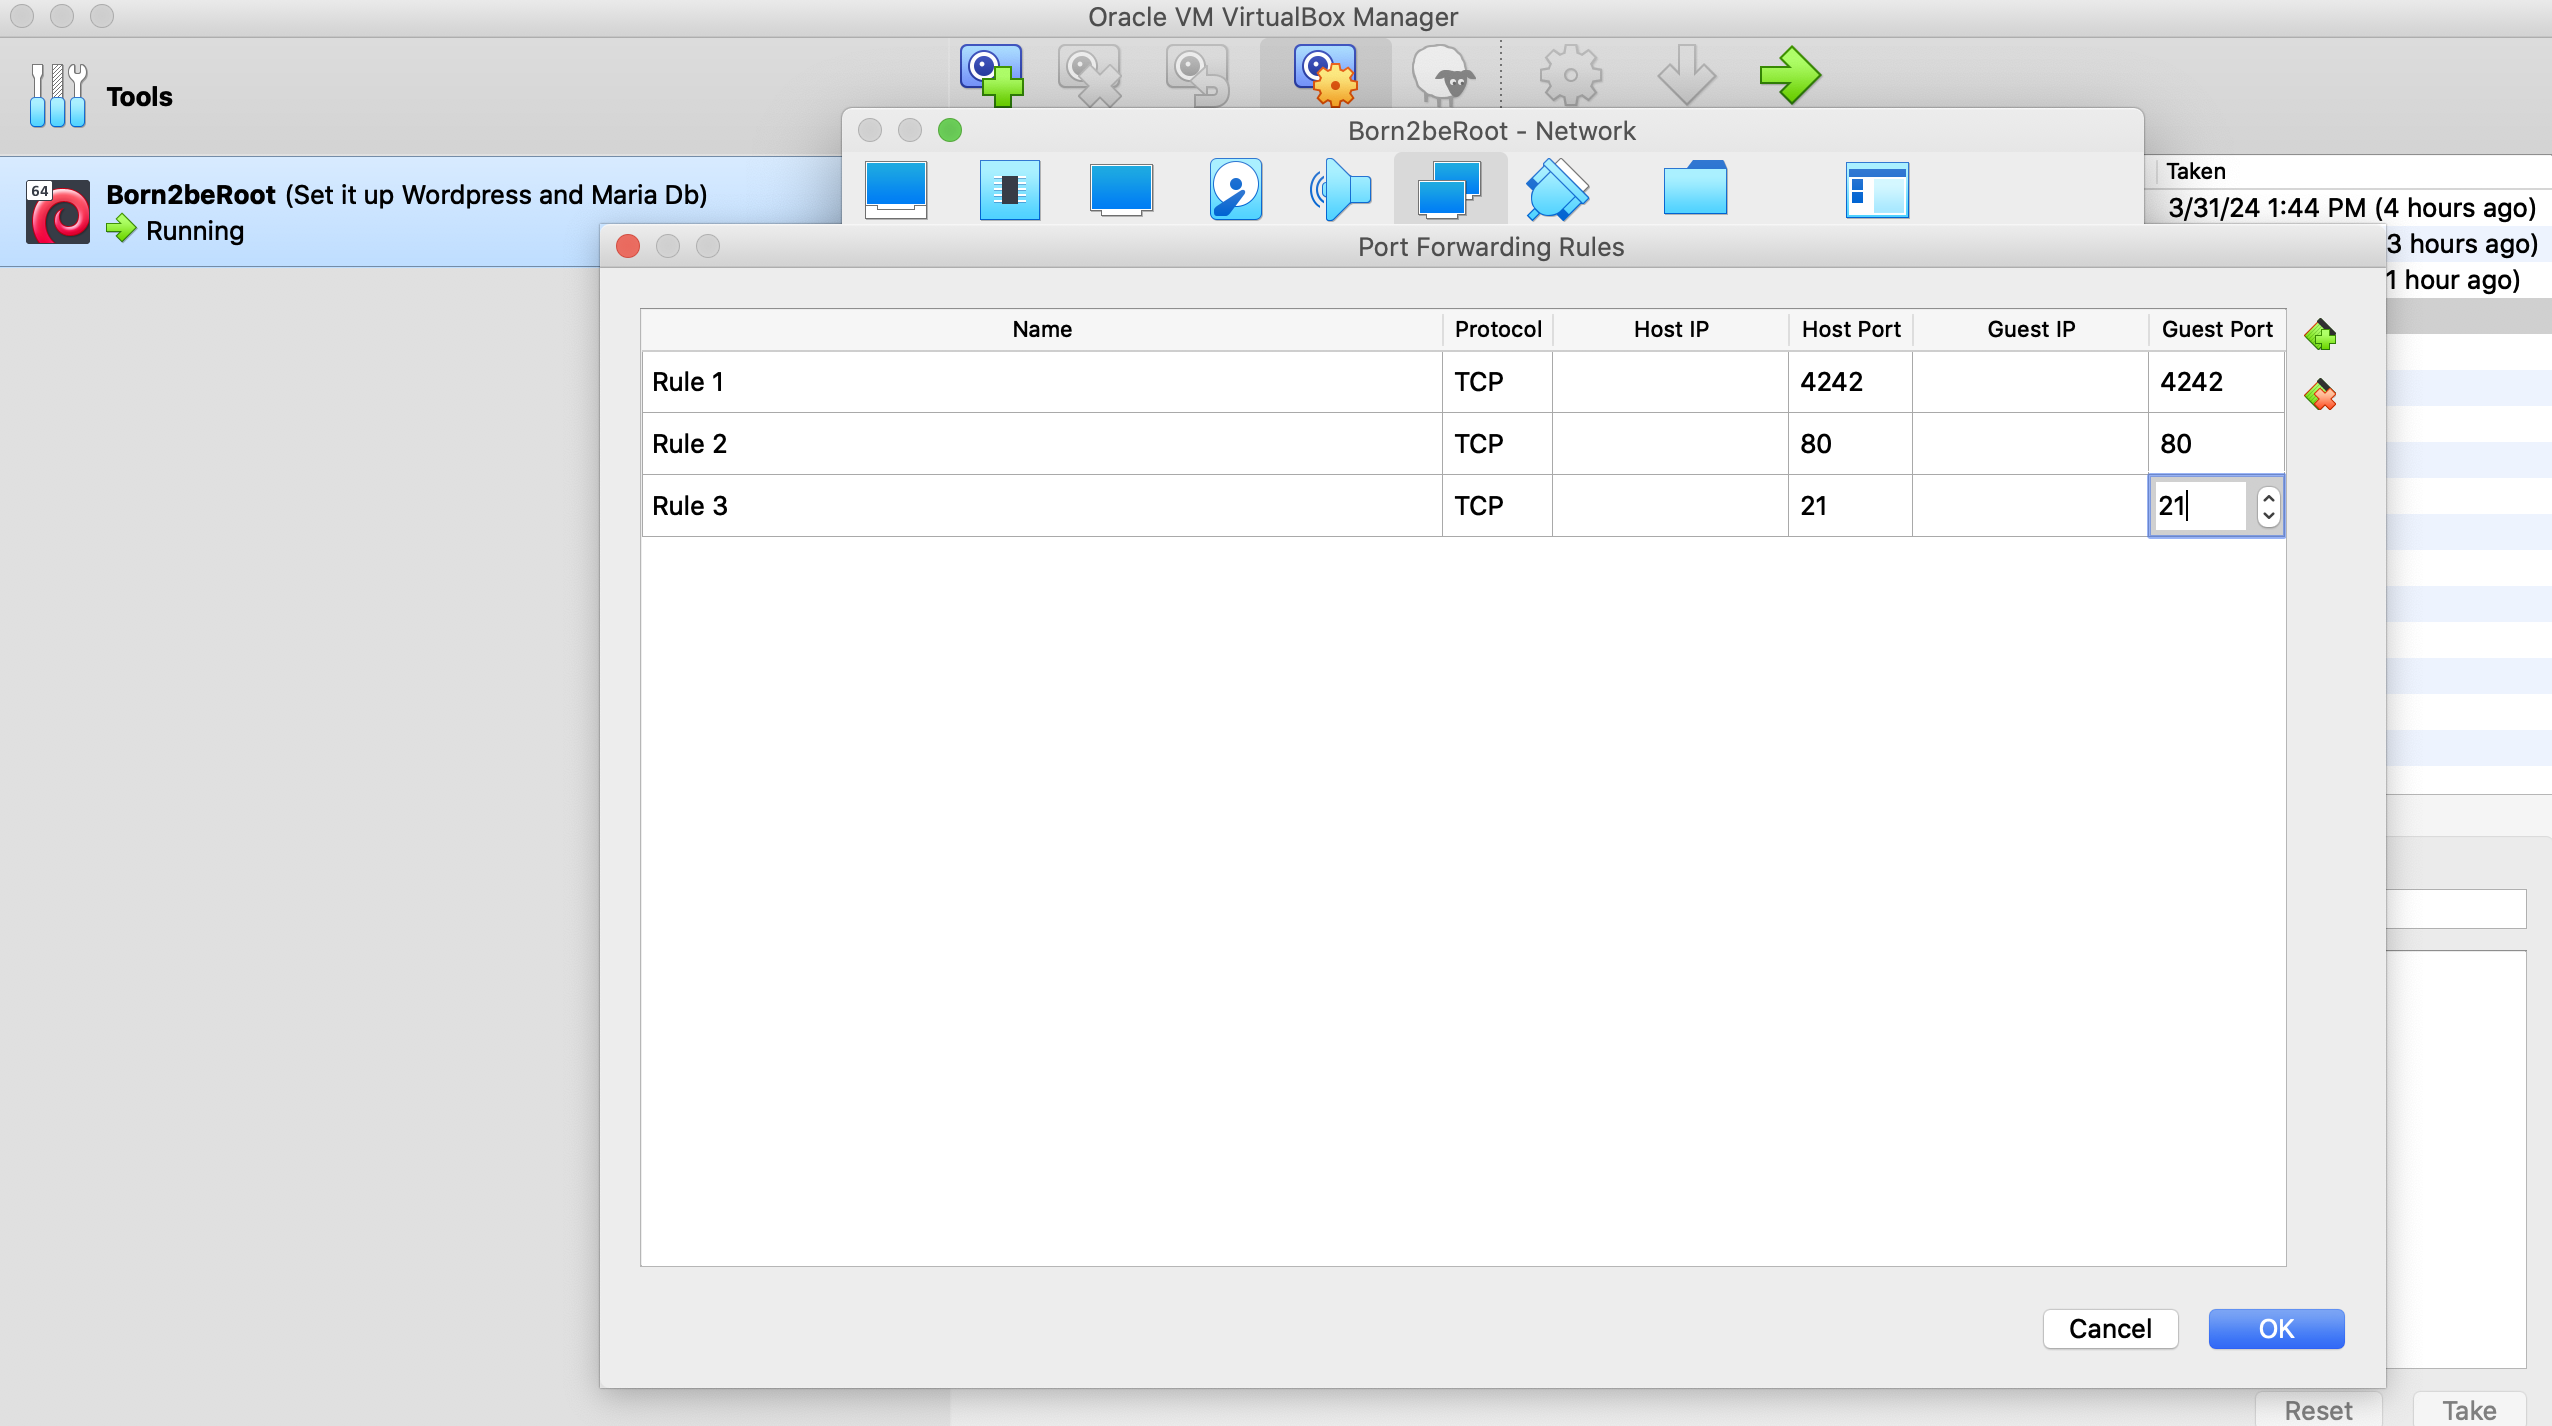 Oracle VM VirtualBox Manager
Tools
Born2beRoot - Network
64
Born2beRoot (Set it up Wordpress and Maria Db)
Running
Taken
3/31/24 1:44 PM (4 hours ago)
3 hours ago)
1 hour ago)
Port Forwarding Rules
Name Protocol Host IP Host Port Guest IP Guest Port
Rule 1 TCP 4242 4242
Rule 2 TCP 80 80
Rule 3 TCP 21 21
Cancel OK
Reset Take